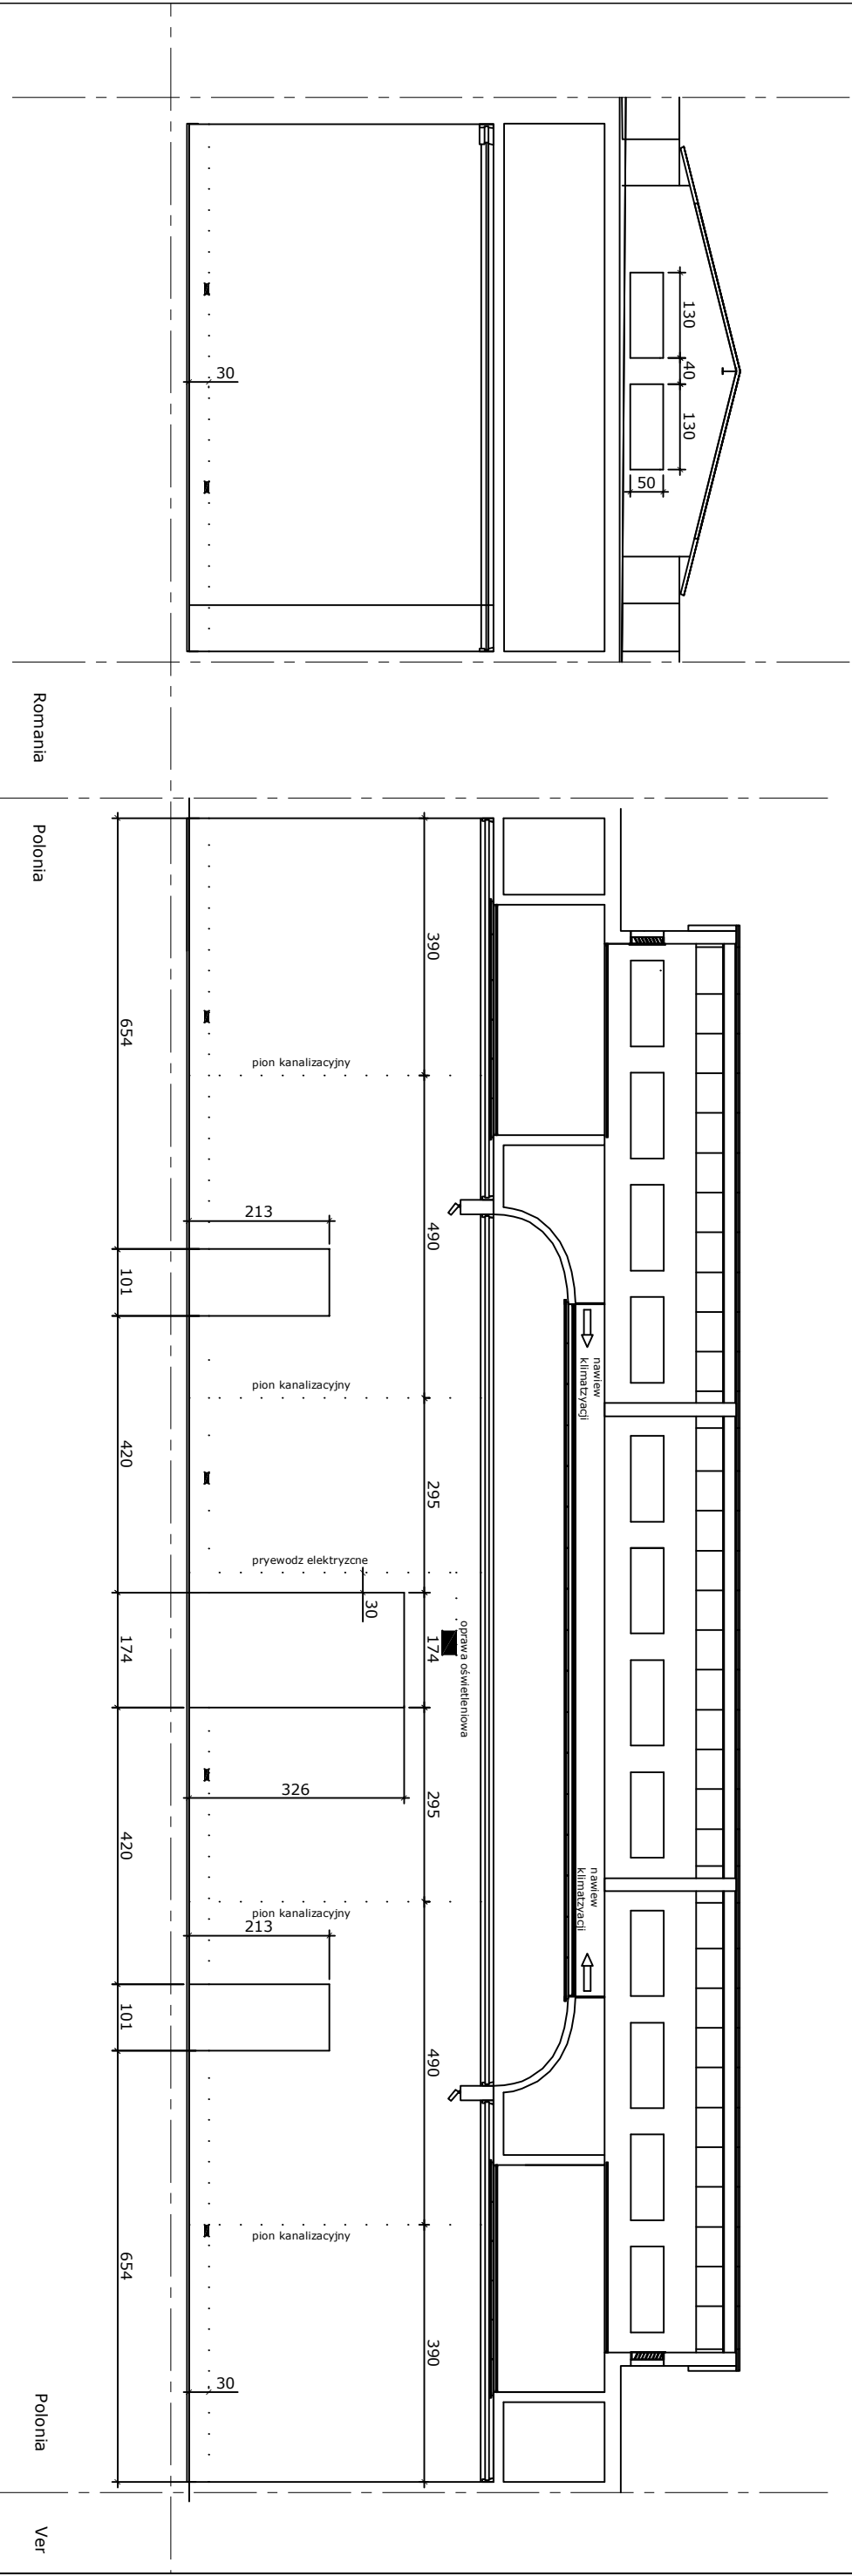 130
40
130
50
30
Romania
Polonia
390
654
pion kanalizacyjny
213
490
101
nawiew
klimatzyacji
pion kanalizacyjny
420
295
pryewodz elektryzcne
30
174
174
oprawa oświetleniowa
326
295
420
nawiew
klimatzyacji
pion kanalizacyjny
213
101
490
pion kanalizacyjny
654
390
30
Polonia
Ver